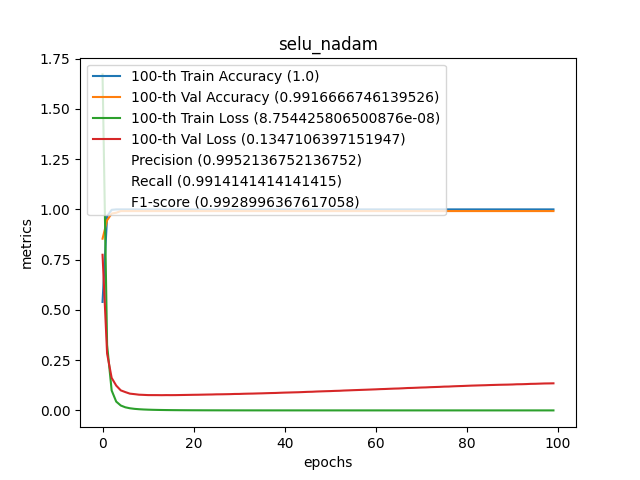 selu_nadam
1.75
1.50
1.25
1.00
0.75
0.50
0.25
0.00
metrics
100-th Train Accuracy (1.0)
100-th Val Accuracy (0.9916666746139526)
100-th Train Loss (8.754425806500876e-08)
100-th Val Loss (0.1347106397151947)
Precision (0.9952136752136752)
Recall (0.9914141414141415)
F1-score (0.9928996367617058)
0 20 40 60 80 100
epochs